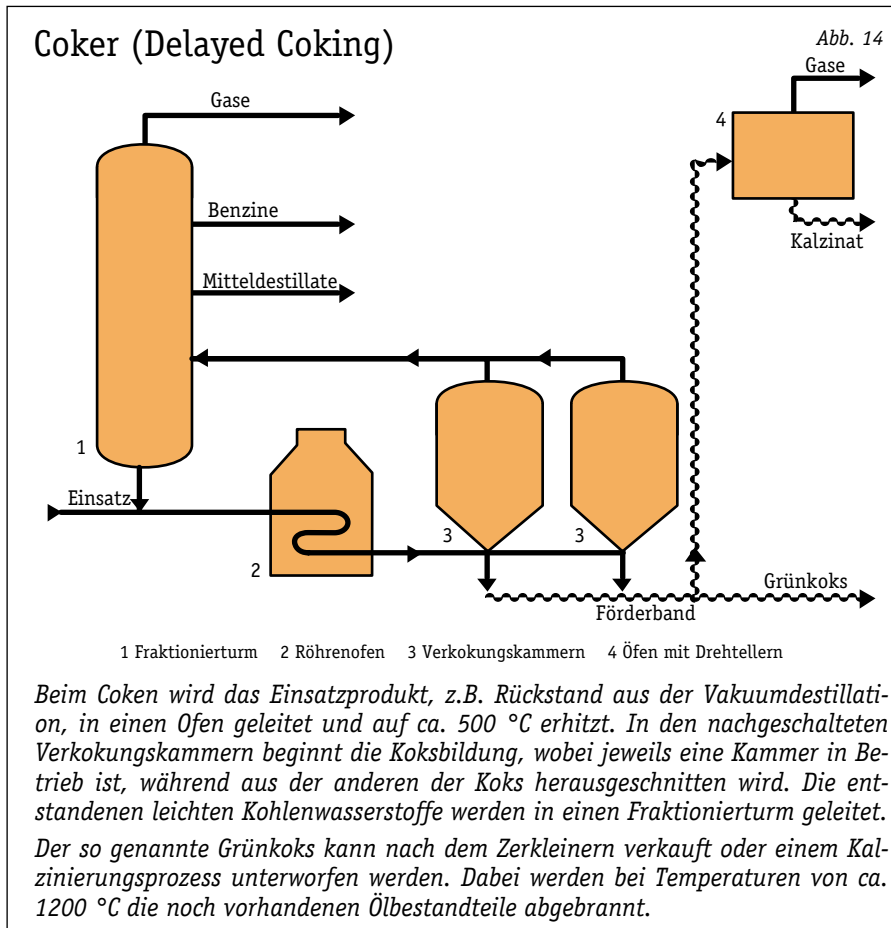 Coker (Delayed Coking)
Abb. 14
Gase
Gase
4
Benzine
Kalzinat
Mitteldestillate
1
Einsatz
3
3
2
Grünkoks
Förderband
1 Fraktionierturm 2 Röhrenofen 3 Verkokungskammern 4 Öfen mit Drehtellern
Beim Coken wird das Einsatzprodukt, z.B. Rückstand aus der Vakuumdestillati-
on, in einen Ofen geleitet und auf ca. 500 °C erhitzt. In den nachgeschalteten
Verkokungskammern beginnt die Koksbildung, wobei jeweils eine Kammer in Be-
trieb ist, während aus der anderen der Koks herausgeschnitten wird. Die ent-
standenen leichten Kohlenwasserstoffe werden in einen Fraktionierturm geleitet.
Der so genannte Grünkoks kann nach dem Zerkleinern verkauft oder einem Kal-
zinierungsprozess unterworfen werden. Dabei werden bei Temperaturen von ca.
1200 °C die noch vorhandenen Ölbestandteile abgebrannt.